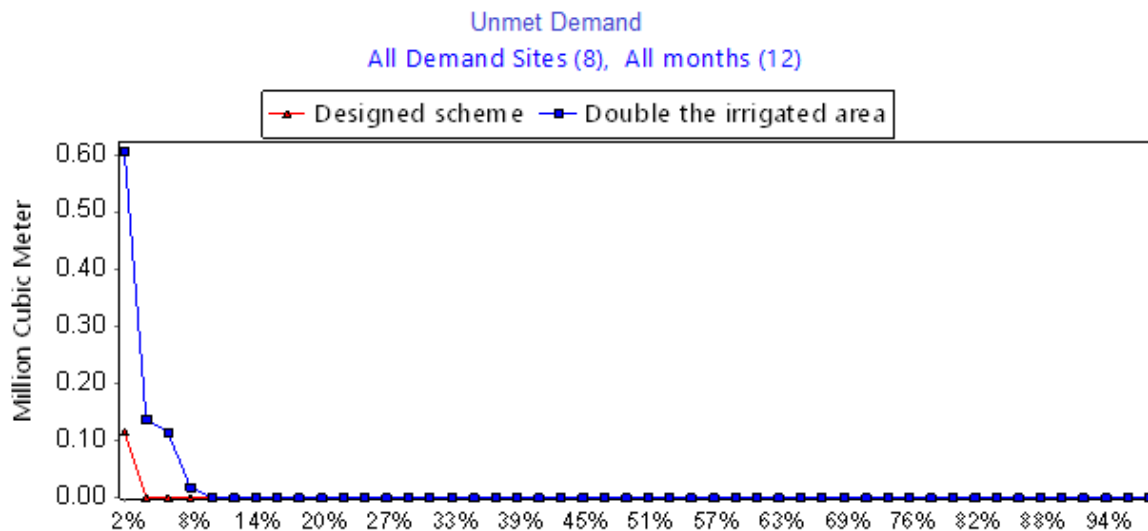 Unmet Demand
All Demand Sites (8), All months (12)
Designed scheme Double the irrigated area
0.60
0.50
0.40
0.30
0.20
0.10
0.00
Million Cubic Meter
2% 8% 14% 20% 27% 33% 39% 45% 51% 57% 63% 69% 76% 82% 88% 94%